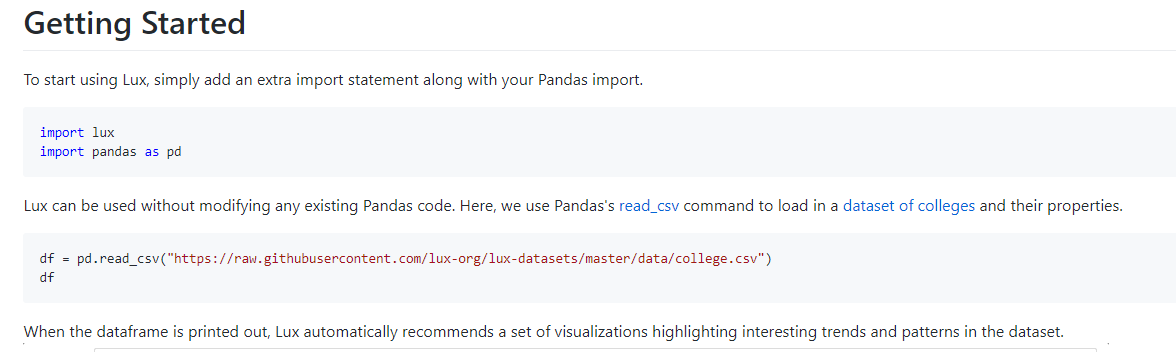 Getting Started
To start using Lux, simply add an extra import statement along with your Pandas import.
import lux
import pandas as pd
Lux can be used without modifying any existing Pandas code. Here, we use Pandas's read_csv command to load in a dataset of colleges and their properties.
df = pd.read_csv("https://raw.githubusercontent.com/lux-org/lux-datasets/master/data/college.csv")
df
When the dataframe is printed out, Lux automatically recommends a set of visualizations highlighting interesting trends and patterns in the dataset.